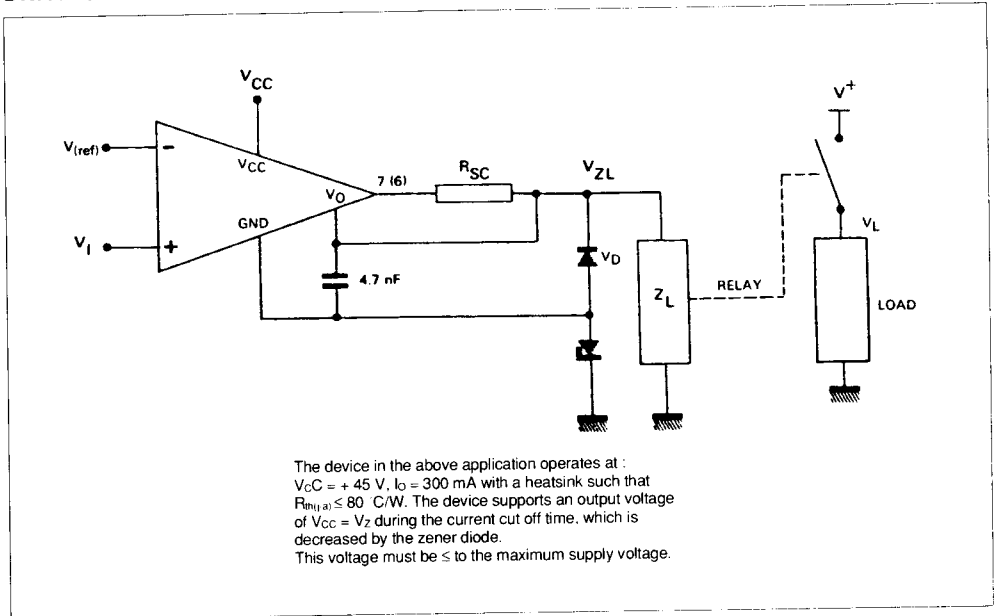 VCC
V(ref)
−
VCC
7 (6)
RSC
VZL
V+
VO
GND
VI
+
4.7 nF
VD
ZL
RELAY
VL
LOAD
The device in the above application operates at :
VCC = + 45 V, IO = 300 mA with a heatsink such that
Rth(j-a) ≤ 80 °C/W. The device supports an output voltage
of VCC = VZ during the current cut off time, which is
decreased by the zener diode.
This voltage must be ≤ to the maximum supply voltage.